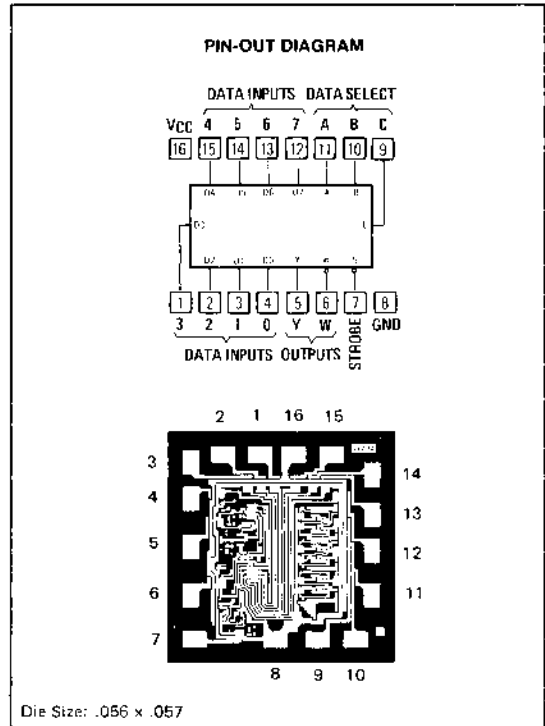 PIN-OUT DIAGRAM
DATA INPUTS DATA SELECT
VCC 4 5 6 7 A B C
16 15 14 13 12 11 10 9
D4 D6 D7 A B
1 2 3 4 5 6 7 8
3 2 1 0 Y W STROBE GND
DATA INPUTS OUTPUTS
2 1 16 15
3 14
4 13
5 12
6 11
7
8 9 10
Die Size: .056 x .057